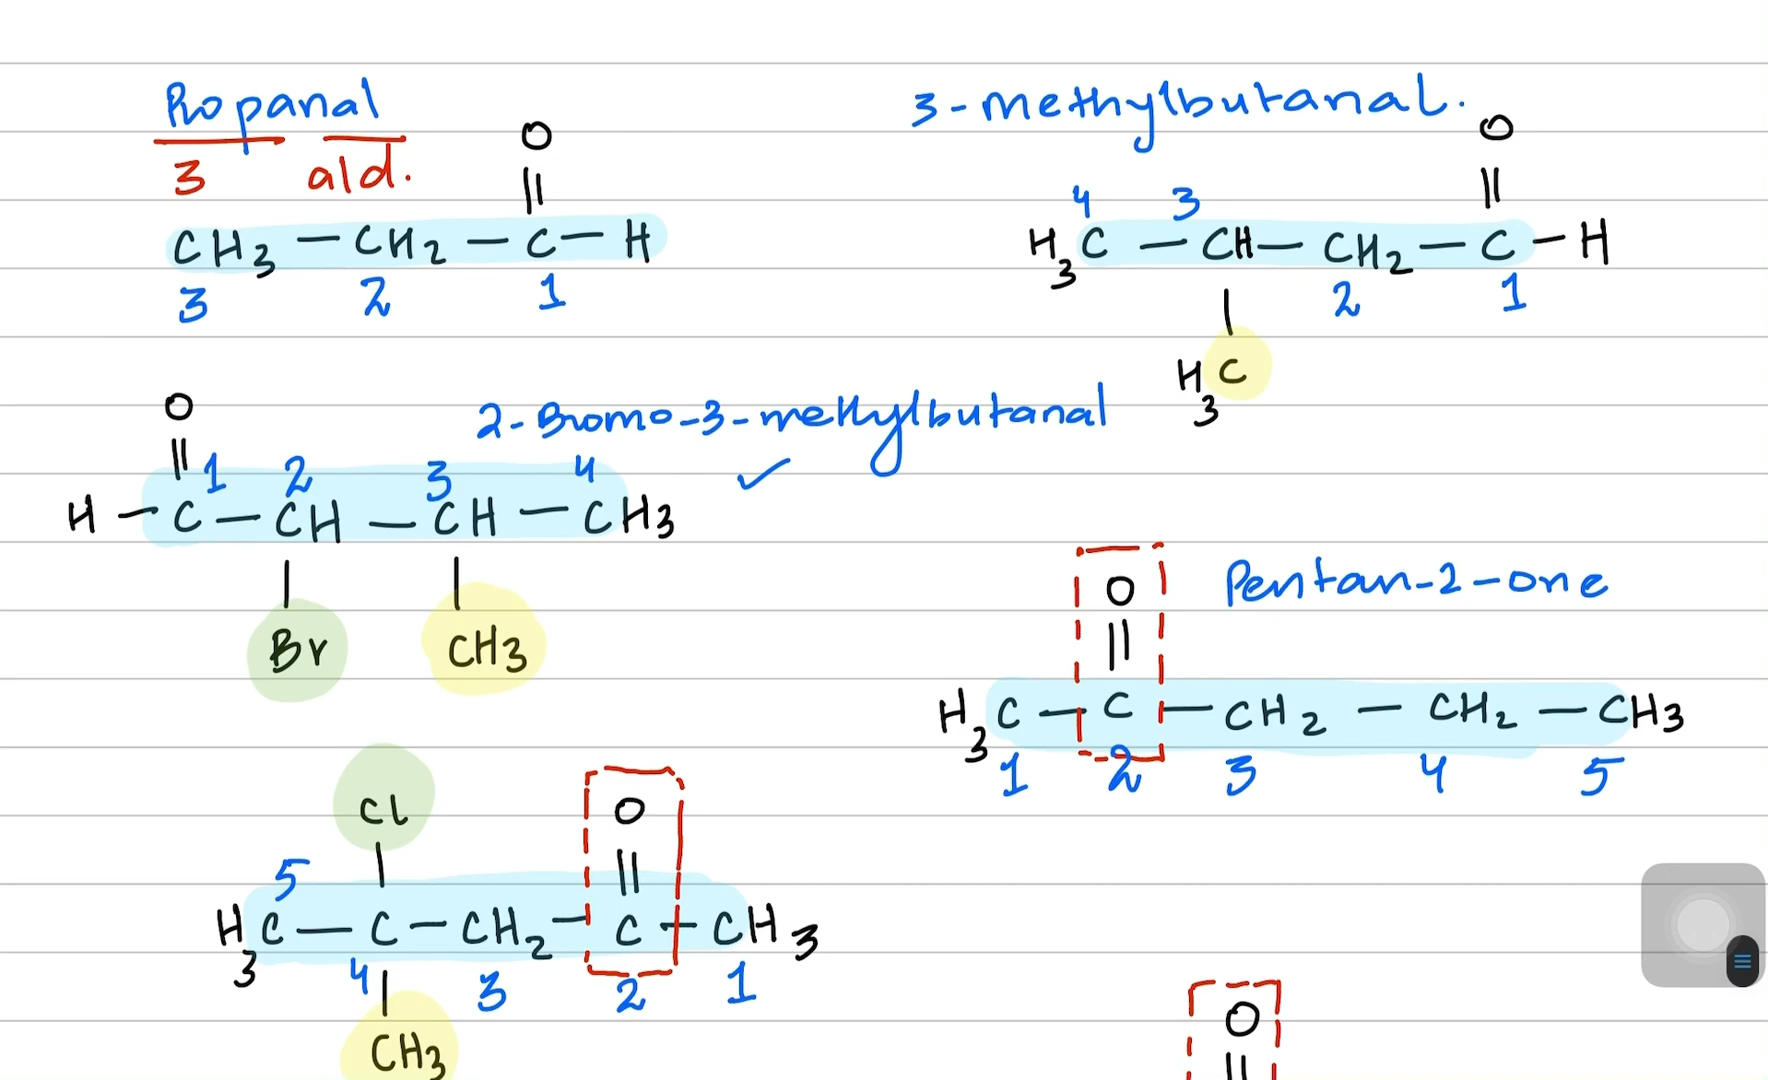 Propanal
3 ald.
O
||
CH3 — CH2 — C — H
3 2 1
3-methylbutanal.
O
||
4 3
H3C — CH — CH2 — C — H
2 1
|
H3C
2-Bromo-3-methylbutanal ✓
O
||
1 2 3 4
H — C — CH — CH — CH3
| |
Br CH3
Pentan-2-one
O
||
H3C — C — CH2 — CH2 — CH3
1 2 3 4 5
Cl O
| ||
5
H3C — C — CH2 — C — CH3
4 3 2 1
|
CH3
O
||